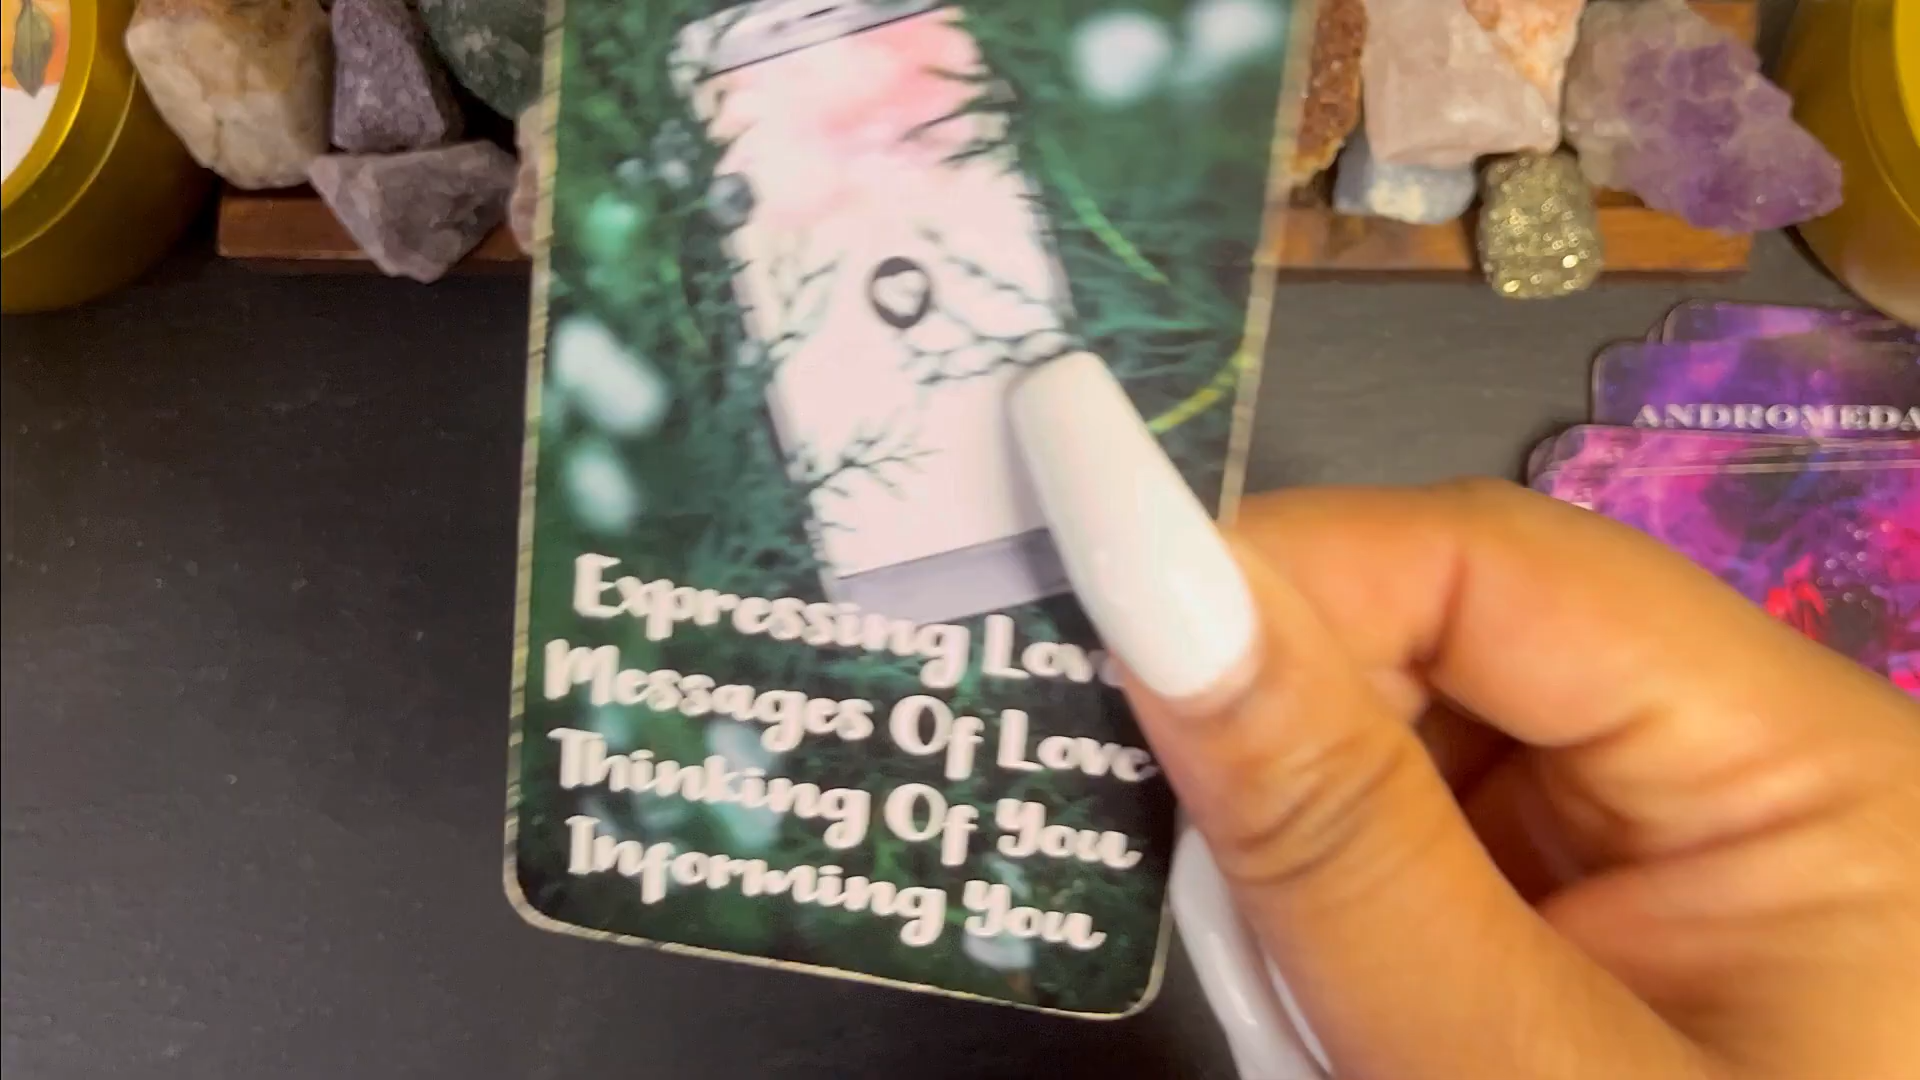 Expressing Love
Messages Of Love
Thinking Of You
Informing You
ANDROMEDA